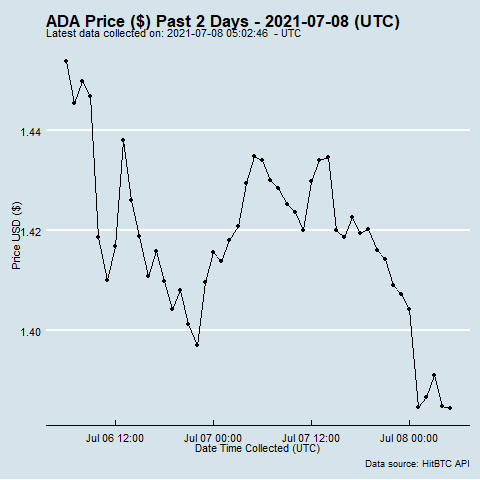 ADA Price ($) Past 2 Days - 2021-07-08 (UTC)
Latest data collected on: 2021-07-08 05:02:46 - UTC
1.44
1.42
1.40
Price USD ($)
Jul 06 12:00
Jul 07 00:00
Jul 07 12:00
Jul 08 00:00
Date Time Collected (UTC)
Data source: HitBTC API